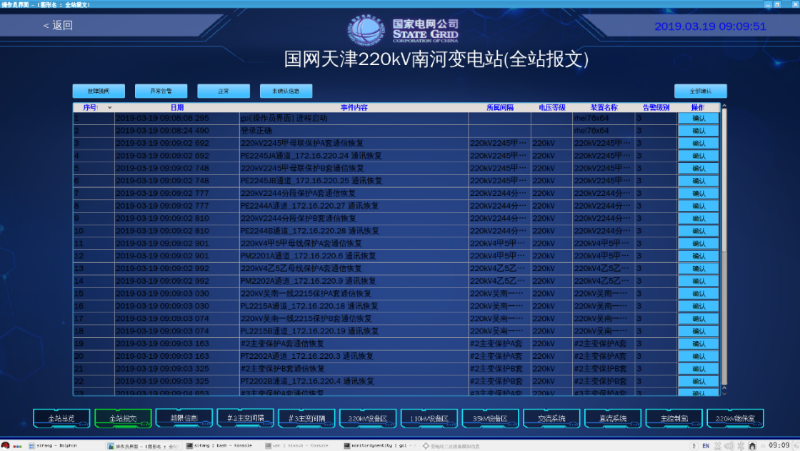 操作员界面 - (图形名 : 全站报文)
< 返回
国家电网公司
STATE GRID
CORPORATION OF CHINA
2019.03.19 09:09:51
国网天津220kV南河变电站(全站报文)
故障跳闸 异常告警 正常 未确认信息 全部确认
序号: 日期 事件内容 所属间隔 电压等级 装置名称 告警级别 操作
1 2019-03-19 09:08:08 295 gpi[操作员界面] 进程启动 rhel76x64 确认
2 2019-03-19 09:08:24 490 登录正确 rhel76x64 确认
3 2019-03-19 09:09:02 692 220kV2245甲母联保护A套通信恢复 220kV2245甲··· 220kV 220kV2245甲··· 3 确认
4 2019-03-19 09:09:02 692 PE2245JA通道_172.16.220.24 通讯恢复 220kV2245甲··· 220kV 220kV2245甲··· 3 确认
5 2019-03-19 09:09:02 748 220kV2245甲母联保护B套通信恢复 220kV2245甲··· 220kV 220kV2245甲··· 3 确认
6 2019-03-19 09:09:02 748 PE2245JB通道_172.16.220.25 通讯恢复 220kV2245甲··· 220kV 220kV2245甲··· 3 确认
7 2019-03-19 09:09:02 777 220kV2244分段保护A套通信恢复 220kV2244分··· 220kV 220kV2244分··· 3 确认
8 2019-03-19 09:09:02 777 PE2244A通道_172.16.220.27 通讯恢复 220kV2244分··· 220kV 220kV2244分··· 3 确认
9 2019-03-19 09:09:02 810 220kV2244分段保护B套通信恢复 220kV2244分··· 220kV 220kV2244分··· 3 确认
10 2019-03-19 09:09:02 810 PE2244B通道_172.16.220.28 通讯恢复 220kV2244分··· 220kV 220kV2244分··· 3 确认
11 2019-03-19 09:09:02 901 220kV4甲5甲母线保护A套通信恢复 220kV4甲5甲··· 220kV 220kV4甲5甲··· 3 确认
12 2019-03-19 09:09:02 901 PM2201A通道_172.16.220.6 通讯恢复 220kV4甲5甲··· 220kV 220kV4甲5甲··· 3 确认
13 2019-03-19 09:09:02 992 220kV4乙5乙母线保护A套通信恢复 220kV4乙5乙··· 220kV 220kV4乙5乙··· 3 确认
14 2019-03-19 09:09:02 992 PM2202A通道_172.16.220.9 通讯恢复 220kV4乙5乙··· 220kV 220kV4乙5乙··· 3 确认
15 2019-03-19 09:09:03 030 220kV吴南一线2215保护A套通信恢复 220kV吴南一··· 220kV 220kV吴南一··· 3 确认
16 2019-03-19 09:09:03 030 PL2215A通道_172.16.220.18 通讯恢复 220kV吴南一··· 220kV 220kV吴南一··· 3 确认
17 2019-03-19 09:09:03 074 220kV吴南一线2215保护B套通信恢复 220kV吴南一··· 220kV 220kV吴南一··· 3 确认
18 2019-03-19 09:09:03 074 PL2215B通道_172.16.220.19 通讯恢复 220kV吴南一··· 220kV 220kV吴南一··· 3 确认
19 2019-03-19 09:09:03 163 #2主变保护A套通信恢复 #2主变保护A套 220kV #2主变保护A套 3 确认
20 2019-03-19 09:09:03 163 PT2202A通道_172.16.220.3 通讯恢复 #2主变保护A套 220kV #2主变保护A套 3 确认
21 2019-03-19 09:09:03 325 #2主变保护B套通信恢复 #2主变保护B套 220kV #2主变保护B套 3 确认
22 2019-03-19 09:09:03 325 PT2202B通道_172.16.220.4 通讯恢复 #2主变保护B套 220kV #2主变保护B套 3 确认
全站总览 全站报文 #2主变间隔 #3主变间隔 220kV设备区 110kV设备区 35kV设备区 交流系统 直流系统 主控制室
EN 09:09